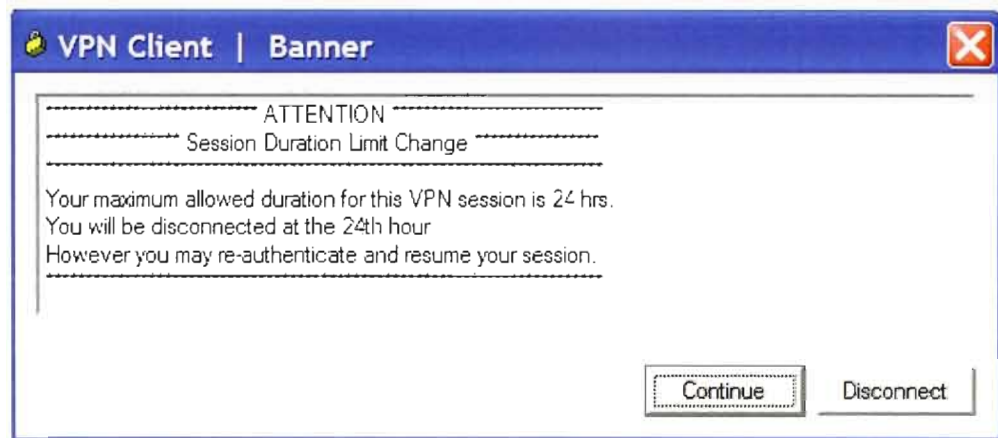 VPN Client | Banner
************************** ATTENTION **************************
**************** Session Duration Limit Change ***************
*********************************************************************
Your maximum allowed duration for this VPN session is 24 hrs.
You will be disconnected at the 24th hour
However you may re-authenticate and resume your session.
*********************************************************************
Continue
Disconnect